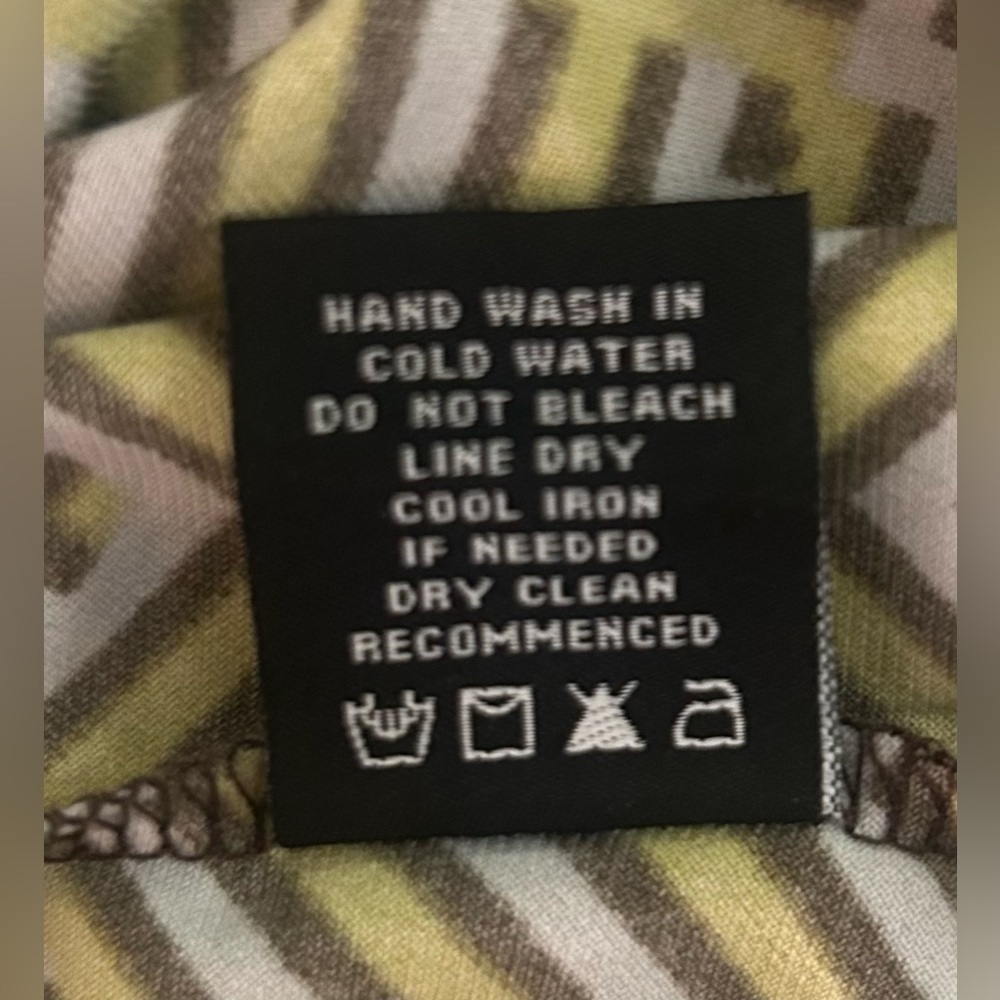 HAND WASH IN
COLD WATER
DO NOT BLEACH
LINE DRY
COOL IRON
IF NEEDED
DRY CLEAN
RECOMMENCED